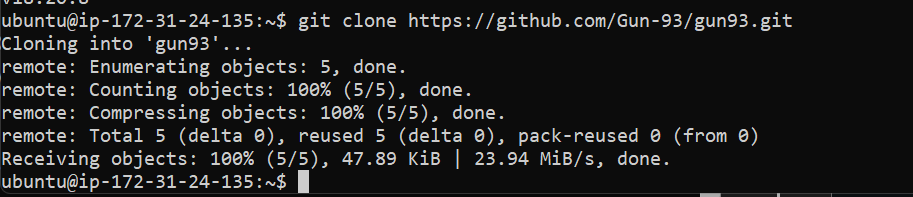 ubuntu@ip-172-31-24-135:~$ git clone https://github.com/Gun-93/gun93.git
Cloning into 'gun93'...
remote: Enumerating objects: 5, done.
remote: Counting objects: 100% (5/5), done.
remote: Compressing objects: 100% (5/5), done.
remote: Total 5 (delta 0), reused 5 (delta 0), pack-reused 0 (from 0)
Receiving objects: 100% (5/5), 47.89 KiB | 23.94 MiB/s, done.
ubuntu@ip-172-31-24-135:~$